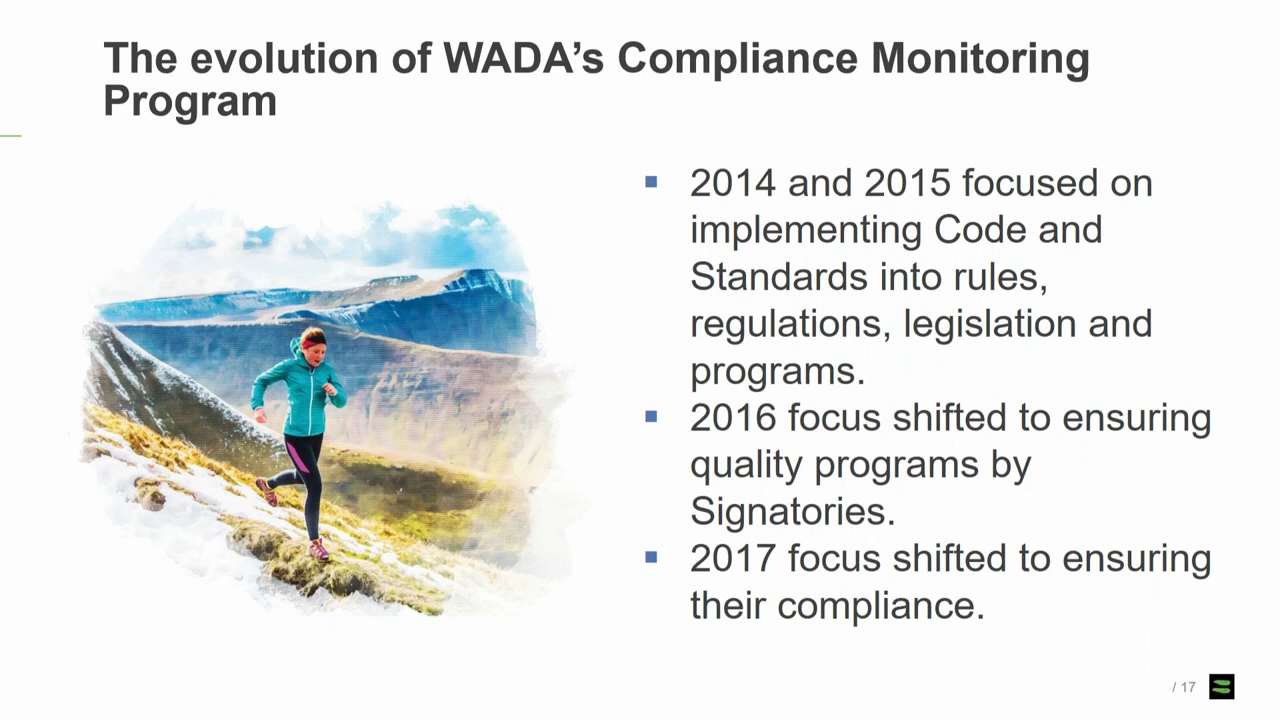 The evolution of WADA’s Compliance Monitoring
Program
▪ 2014 and 2015 focused on
implementing Code and
Standards into rules,
regulations, legislation and
programs.
▪ 2016 focus shifted to ensuring
quality programs by
Signatories.
▪ 2017 focus shifted to ensuring
their compliance.
/ 17